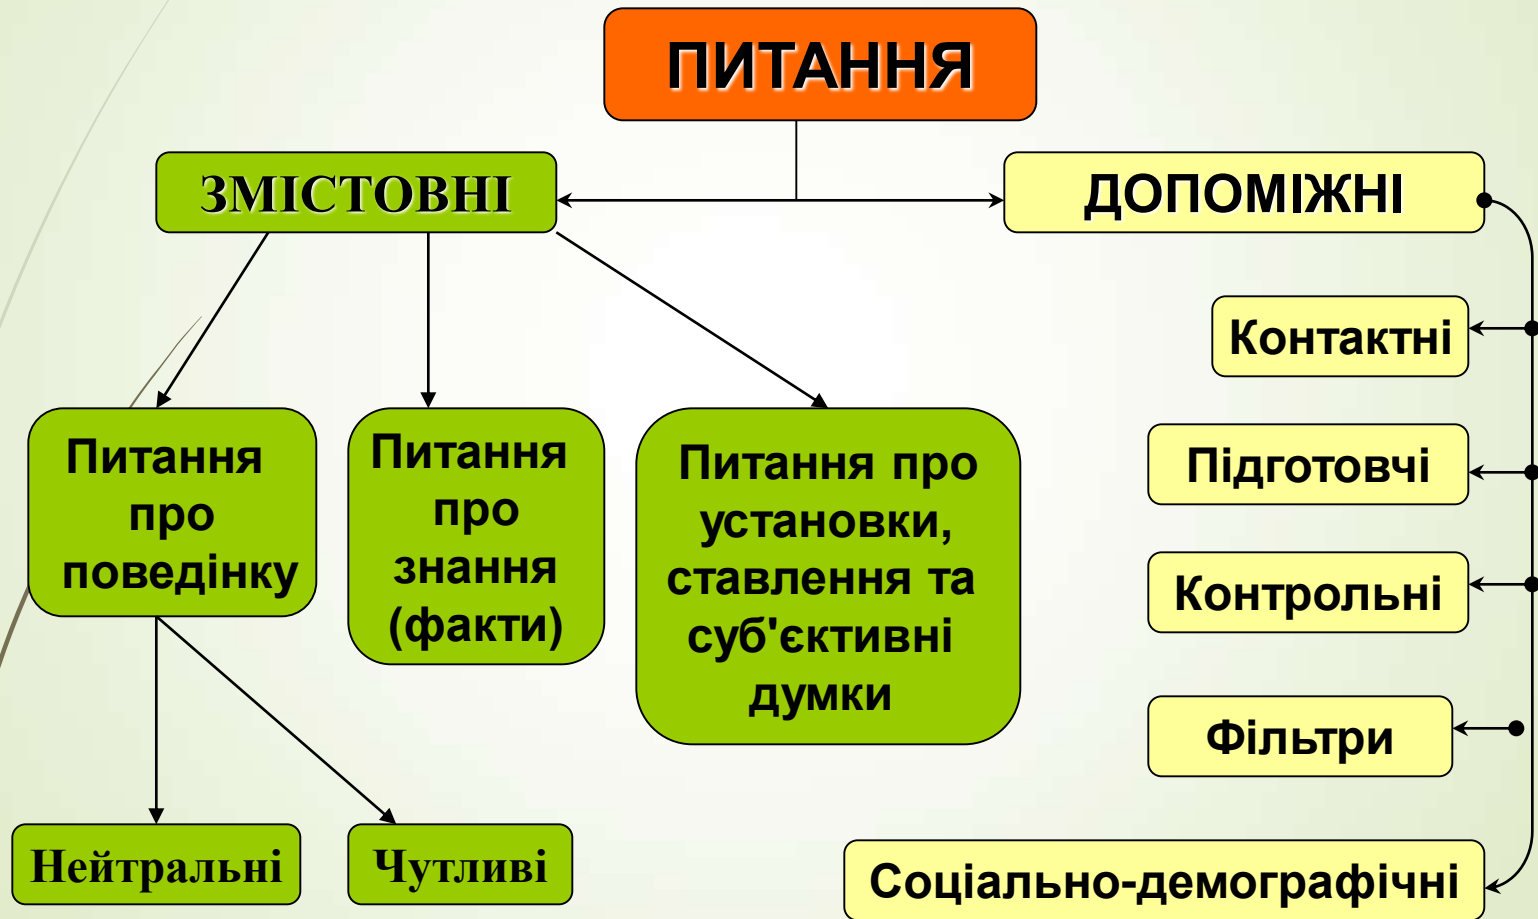 ПИТАННЯ
ЗМІСТОВНІ
ДОПОМІЖНІ
Питання
про
поведінку
Питання
про
знання
(факти)
Питання про
установки,
ставлення та
суб'єктивні
думки
Нейтральні
Чутливі
Контактні
Підготовчі
Контрольні
Фільтри
Соціально-демографічні